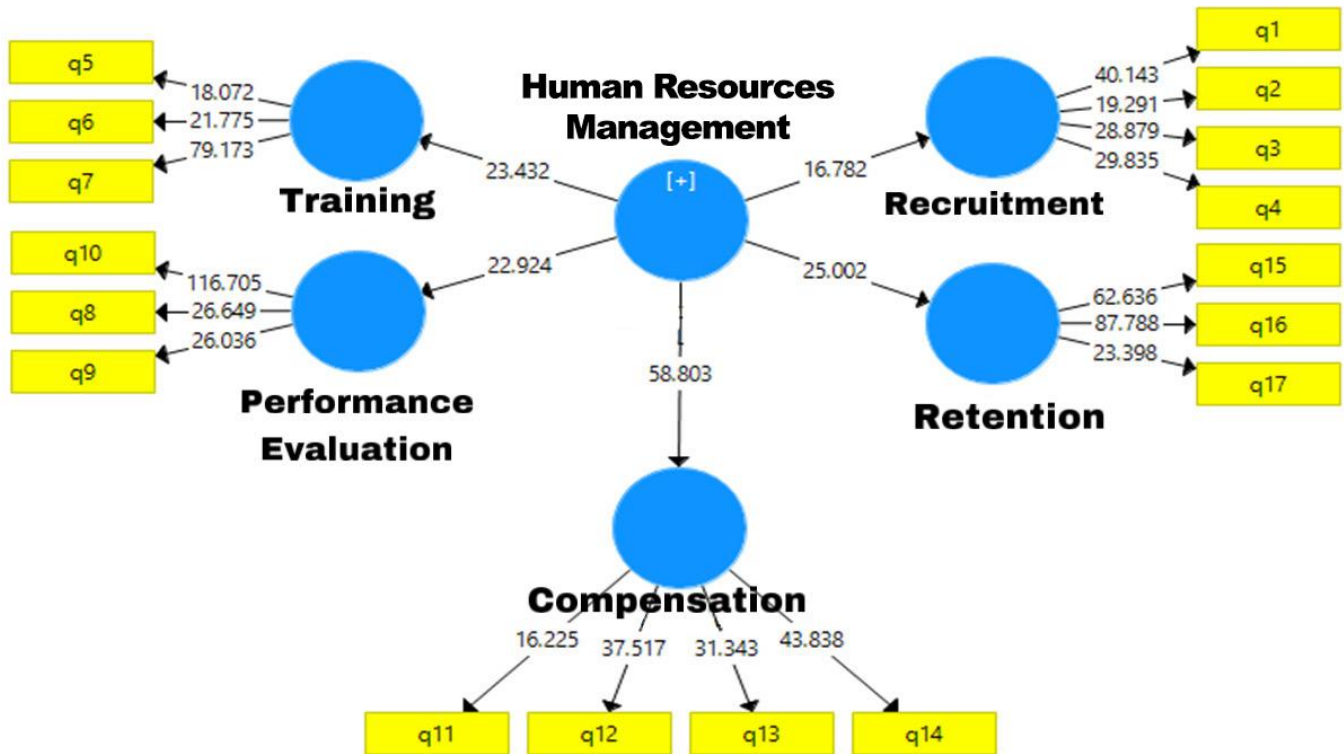 q5
q6
q7
18.072
21.775
79.173
Training
23.432
Human Resources
Management
[+]
16.782
Recruitment
40.143
19.291
28.879
29.835
q1
q2
q3
q4
q10
q8
q9
116.705
26.649
26.036
Performance
Evaluation
22.924
25.002
Retention
62.636
87.788
23.398
q15
q16
q17
58.803
Compensation
16.225
37.517
31.343
43.838
q11
q12
q13
q14